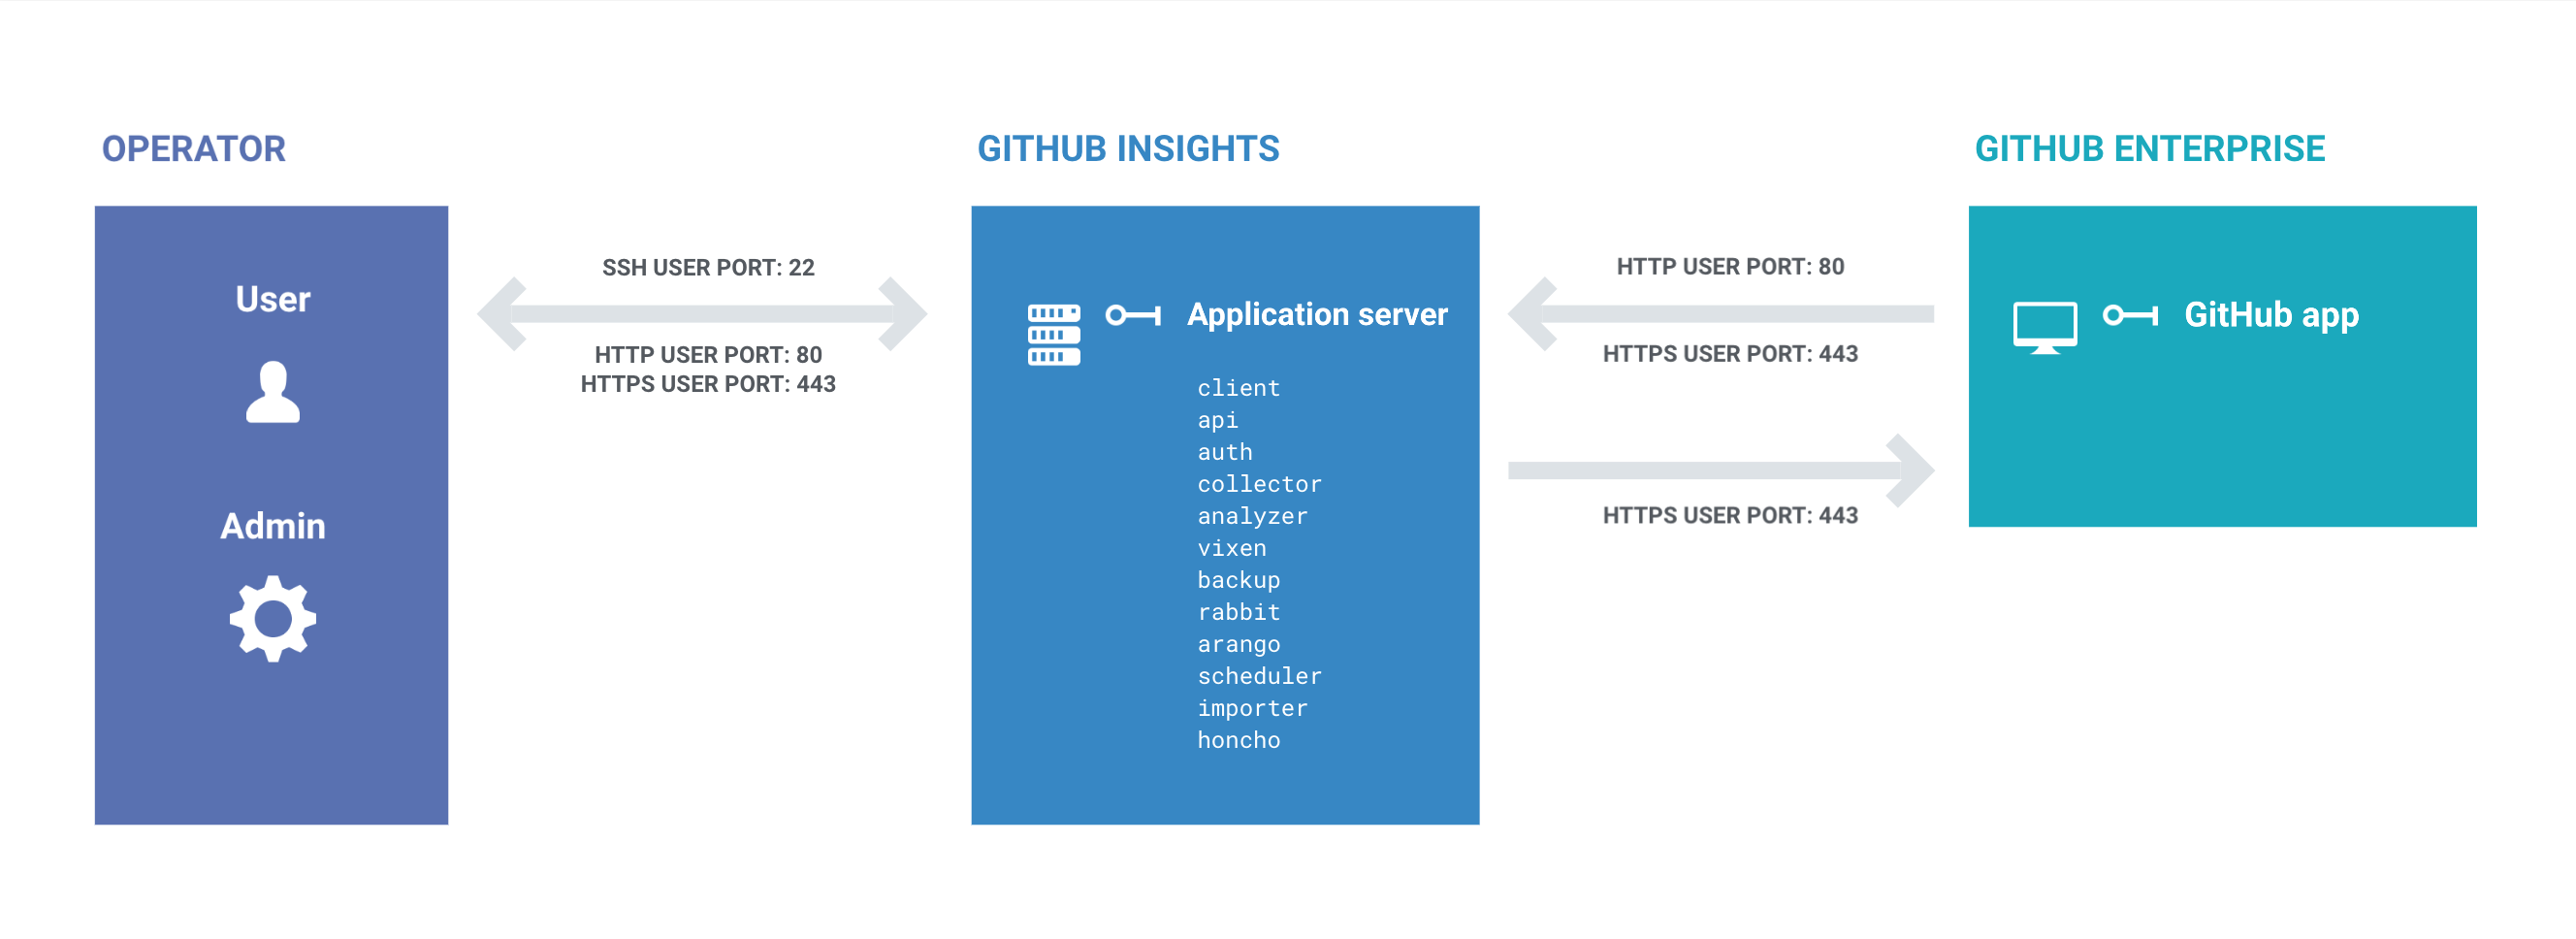 OPERATOR
User
Admin
SSH USER PORT: 22
HTTP USER PORT: 80
HTTPS USER PORT: 443
GITHUB INSIGHTS
Application server
client
api
auth
collector
analyzer
vixen
backup
rabbit
arango
scheduler
importer
honcho
HTTP USER PORT: 80
HTTPS USER PORT: 443
HTTPS USER PORT: 443
GITHUB ENTERPRISE
GitHub app